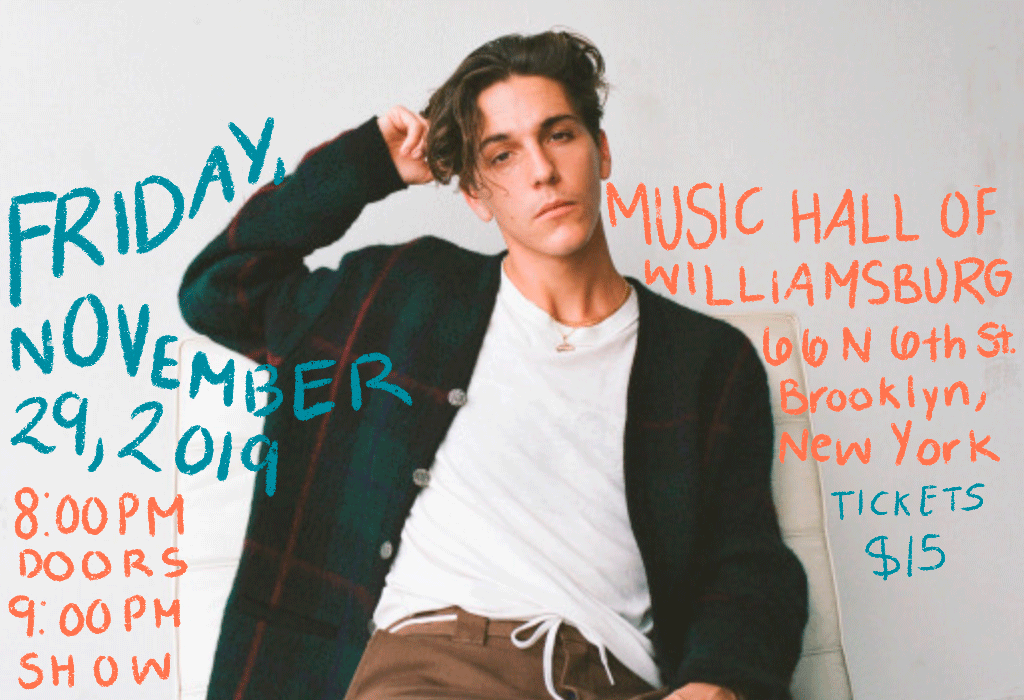 FRIDAY,
NOVEMBER
29, 2019
8:00 PM
DOORS
9:00 PM
SHOW
MUSIC HALL OF
WILLIAMSBURG
66 N 6th St.
Brooklyn,
New York
TICKETS
$15